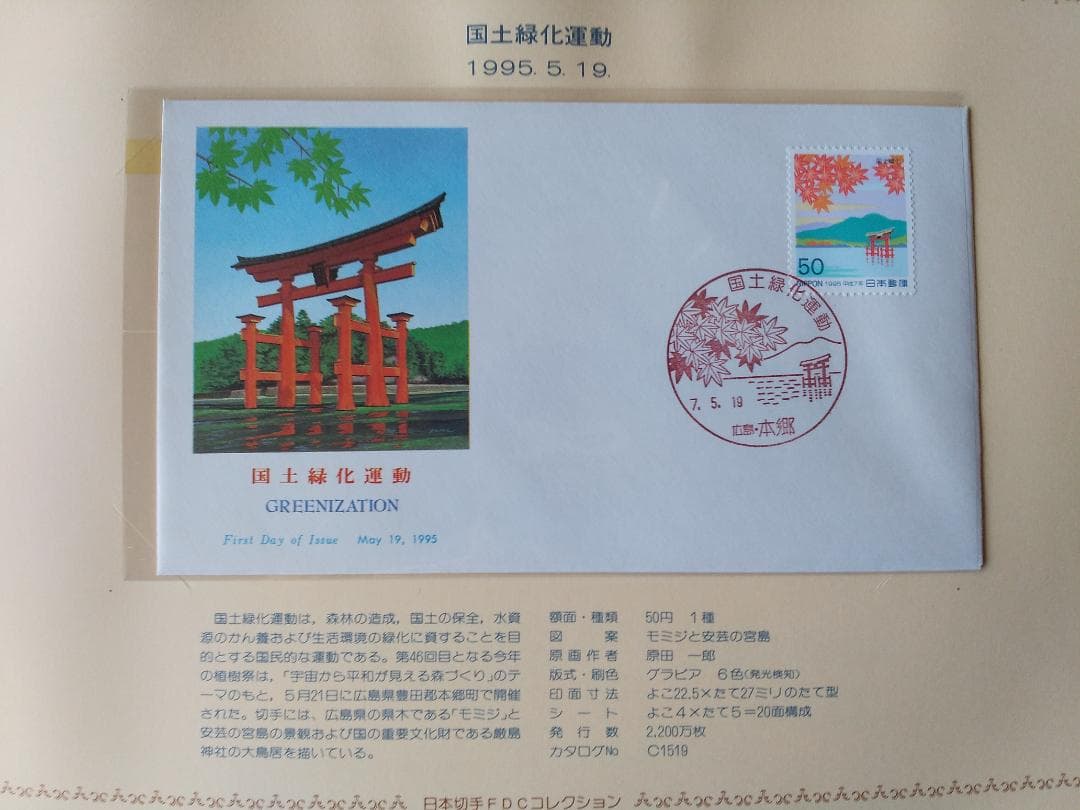 国土緑化運動
1995. 5. 19.
50
NIPPON 1995 平成7年 日本郵便
国土緑化運動
7. 5. 19
広島・本郷
国土緑化運動
GREENIZATION
First Day of Issue May 19, 1995
国土緑化運動は，森林の造成，国土の保全，水資
源のかん養および生活環境の緑化に資することを目
的とする国民的な運動である。第46回目となる今年
の植樹祭は，「宇宙から平和が見える森づくり」のテ
ーマのもと，５月21日に広島県豊田郡本郷町で開催
された。切手には、広島県の県木である「モミジ」と
安芸の宮島の景観および国の重要文化財である厳島
神社の大鳥居を描いている。
額面・種類 50円 １種
図案 モミジと安芸の宮島
原画作者 原田 一郎
版式・刷色 グラビア ６色(発光検知)
印面寸法 よこ22.5×たて27ミリのたて型
シート よこ４×たて５＝20面構成
発行数 2,200万枚
カタログNo C1519
日本切手ＦＤＣコレクション